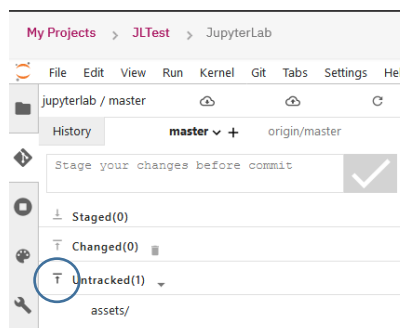 My Projects > JLTest > JupyterLab
File Edit View Run Kernel Git Tabs Settings He
jupyterlab / master
History master + origin/master
Stage your changes before commit
Staged(0)
Changed(0)
Untracked(1)
assets/